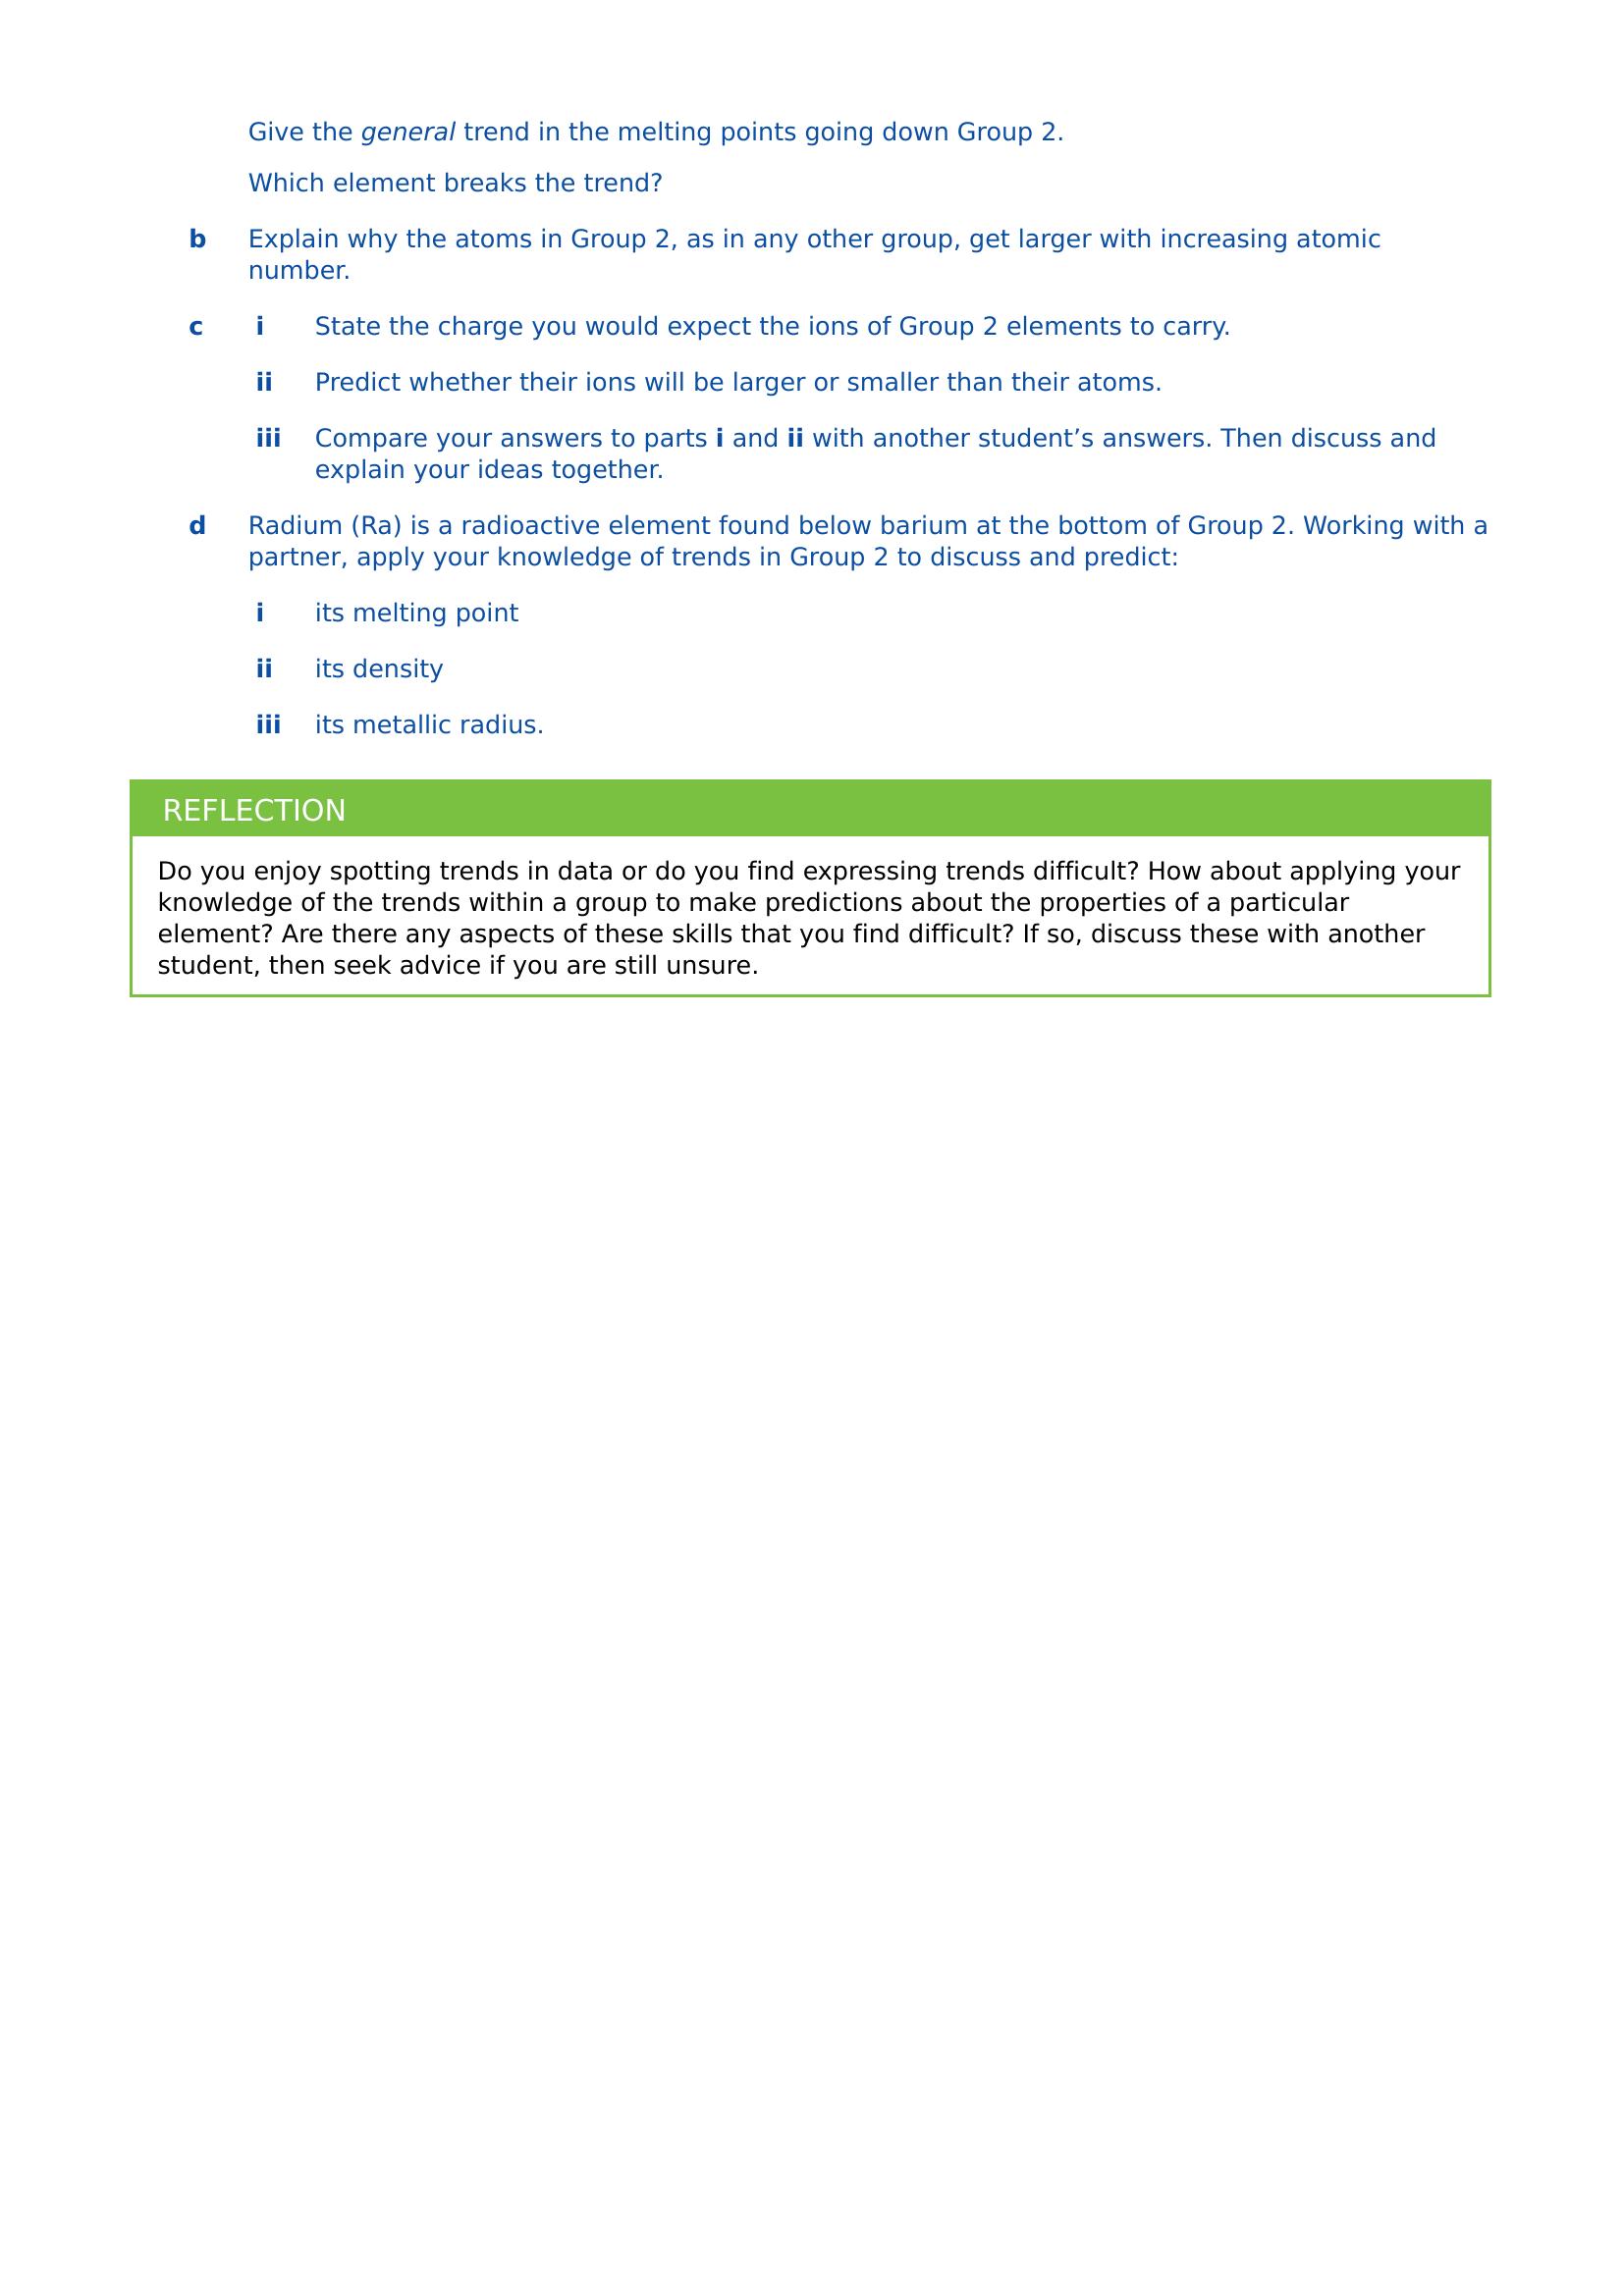 Give the general trend in the melting points going down Group 2.
Which element breaks the trend?
b Explain why the atoms in Group 2, as in any other group, get larger with increasing atomic
number.
c i State the charge you would expect the ions of Group 2 elements to carry.
ii Predict whether their ions will be larger or smaller than their atoms.
iii Compare your answers to parts i and ii with another student’s answers. Then discuss and
explain your ideas together.
d Radium (Ra) is a radioactive element found below barium at the bottom of Group 2. Working with a
partner, apply your knowledge of trends in Group 2 to discuss and predict:
i its melting point
ii its density
iii its metallic radius.
REFLECTION
Do you enjoy spotting trends in data or do you find expressing trends difficult? How about applying your
knowledge of the trends within a group to make predictions about the properties of a particular
element? Are there any aspects of these skills that you find difficult? If so, discuss these with another
student, then seek advice if you are still unsure.